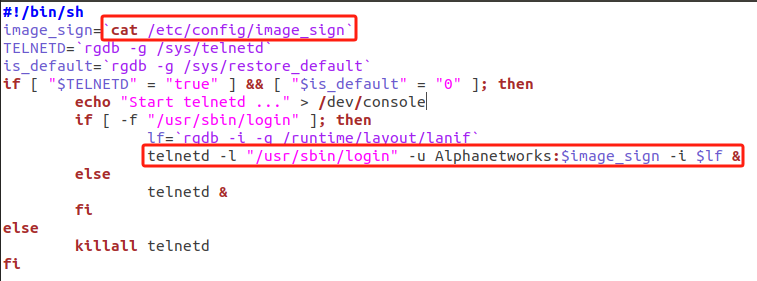 #!/bin/sh
image_sign=`cat /etc/config/image_sign`
TELNETD=`rgdb -g /sys/telnetd`
is_default=`rgdb -g /sys/restore_default`
if [ "$TELNETD" = "true" ] && [ "$is_default" = "0" ]; then
        echo "Start telnetd ..." > /dev/console
        if [ -f "/usr/sbin/login" ]; then
                lf=`rgdb -i -g /runtime/layout/lanif`
                telnetd -l "/usr/sbin/login" -u Alphanetworks:$image_sign -i $lf &
        else
                telnetd &
        fi
else
        killall telnetd
fi